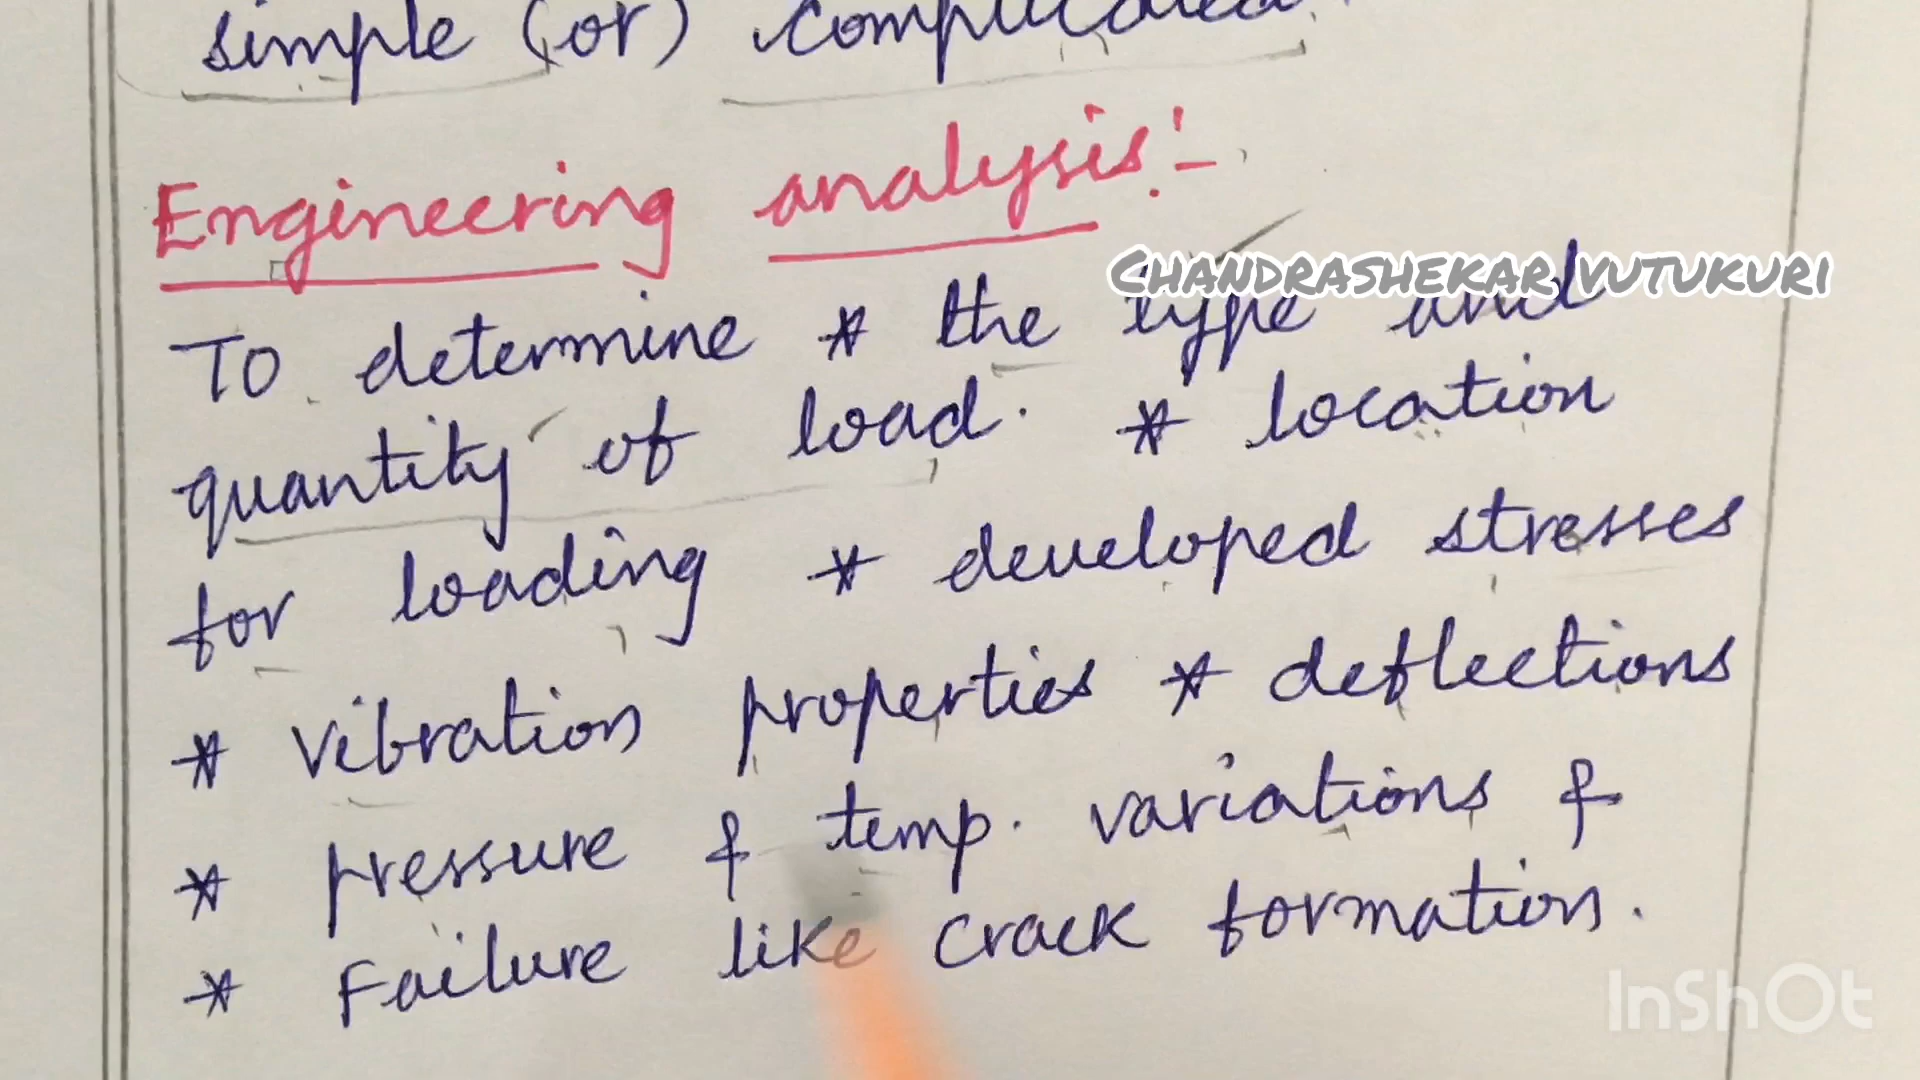 simple (or) complicated.
Engineering analysis:-
CHANDRASHEKAR VUTUKURI
To determine * the type and
quantity of load. * location
for loading * developed stresses
* vibration properties * deflections
* pressure & temp. variations &
* Failure like crack formation.
InShOt